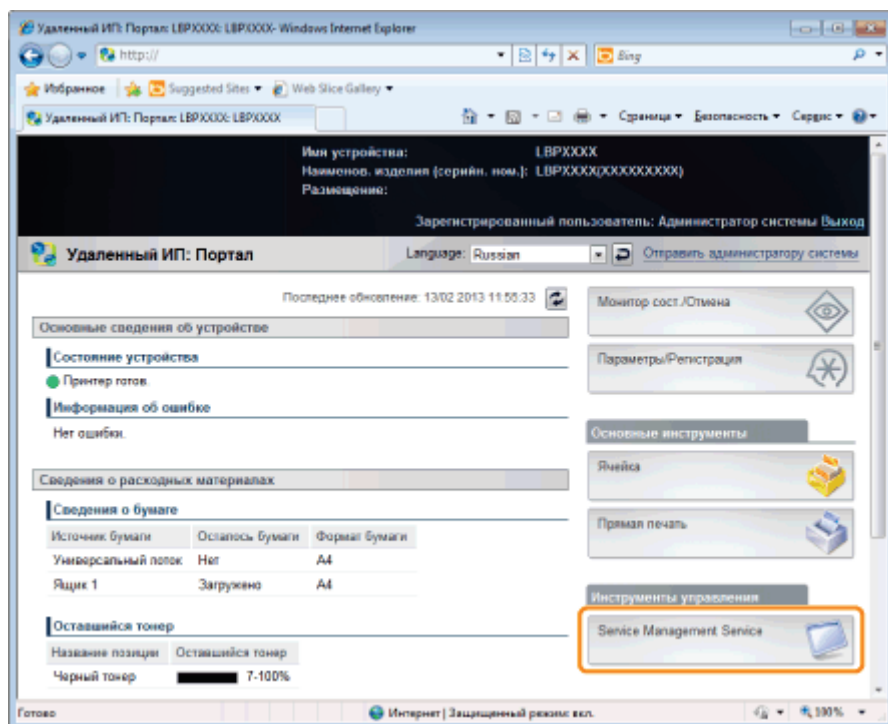 Удаленный ИП: Портал: LBPXXXX: LBPXXXX- Windows Internet Explorer
http://
Bing
Избранное Suggested Sites Web Slice Gallery
Удаленный ИП: Портал: LBPXXXX: LBPXXXX
Страница Безопасность Сервис
Имя устройства: LBPXXXX
Наименов. изделия (серийн. ном.): LBPXXXX(XXXXXXXXX)
Размещение:
Зарегистрированный пользователь: Администратор системы Выход
Удаленный ИП: Портал
Language: Russian
Отправить администратору системы
Последнее обновление: 13/02 2013 11:55:33
Основные сведения об устройстве
Состояние устройства
Принтер готов.
Информация об ошибке
Нет ошибки.
Сведения о расходных материалах
Сведения о бумаге
Источник бумаги Осталось бумаги Формат бумаги
Универсальный лоток Нет A4
Ящик 1 Загружено A4
Оставшийся тонер
Название позиции Оставшийся тонер
Черный тонер 7-100%
Монитор сост./Отмена
Параметры/Регистрация
Основные инструменты
Ячейка
Прямая печать
Инструменты управления
Service Management Service
Готово
Интернет | Защищенный режим: вкл.
100%